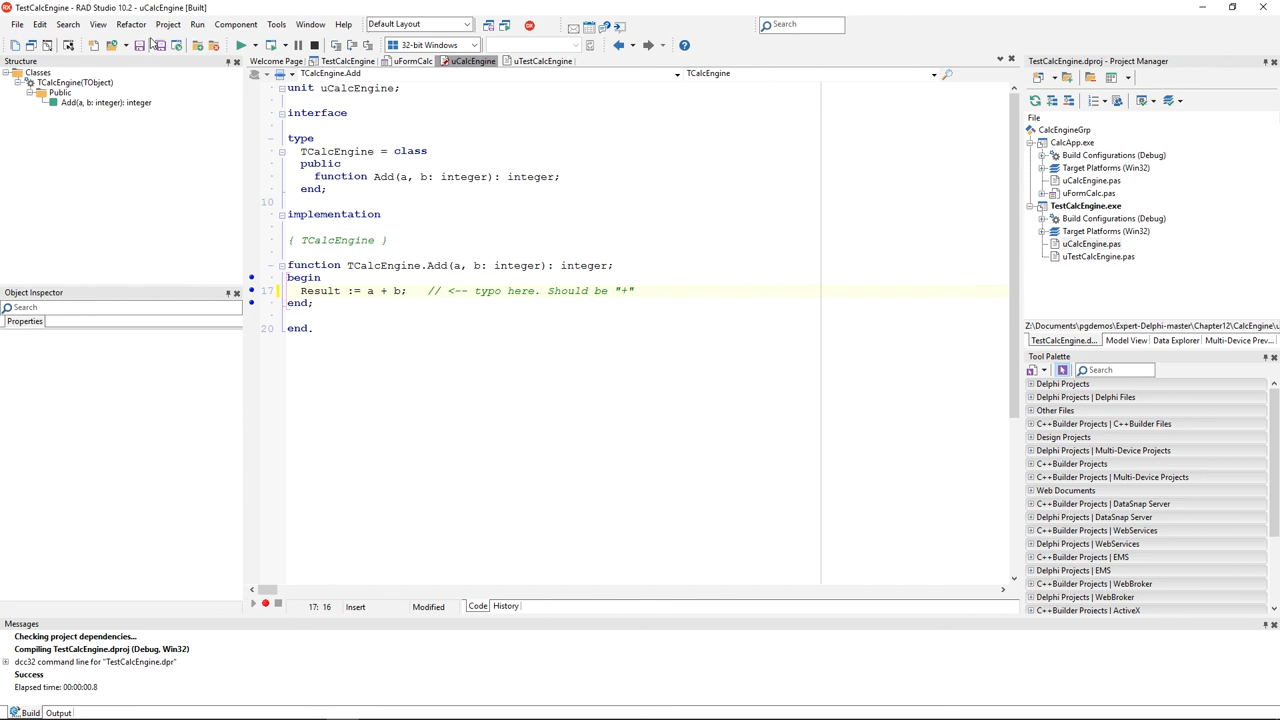 TestCalcEngine - RAD Studio 10.2 - uCalcEngine [Built]
File Edit Search View Refactor Project Run Component Tools Window Help Default Layout Search
32-bit Windows
Structure
Classes
TCalcEngine(TObject)
Public
Add(a, b: integer): integer
Object Inspector
Search
Properties
Welcome Page TestCalcEngine uFormCalc uCalcEngine uTestCalcEngine
TCalcEngine.Add TCalcEngine
unit uCalcEngine;
interface
type
TCalcEngine = class
public
function Add(a, b: integer): integer;
end;
10
implementation
{ TCalcEngine }
function TCalcEngine.Add(a, b: integer): integer;
begin
17 Result := a + b; // <-- typo here. Should be "+"
end;
20 end.
17: 16 Insert Modified Code History
TestCalcEngine.dproj - Project Manager
File
CalcEngineGrp
CalcApp.exe
Build Configurations (Debug)
Target Platforms (Win32)
uCalcEngine.pas
uFormCalc.pas
TestCalcEngine.exe
Build Configurations (Debug)
Target Platforms (Win32)
uCalcEngine.pas
uTestCalcEngine.pas
Z:\Documents\pgdemos\Expert-Delphi-master\Chapter12\CalcEngine\u
TestCalcEngine.d... Model View Data Explorer Multi-Device Prev...
Tool Palette
Search
Delphi Projects
Delphi Projects | Delphi Files
Other Files
C++Builder Projects | C++Builder Files
Design Projects
Delphi Projects | Multi-Device Projects
C++Builder Projects
C++Builder Projects | Multi-Device Projects
Web Documents
C++Builder Projects | DataSnap Server
Delphi Projects | DataSnap Server
C++Builder Projects | WebServices
Delphi Projects | WebServices
C++Builder Projects | EMS
Delphi Projects | EMS
C++Builder Projects | WebBroker
Delphi Projects | WebBroker
C++Builder Projects | ActiveX
Messages
Checking project dependencies...
Compiling TestCalcEngine.dproj (Debug, Win32)
dcc32 command line for "TestCalcEngine.dpr"
Success
Elapsed time: 00:00:00.8
Build Output